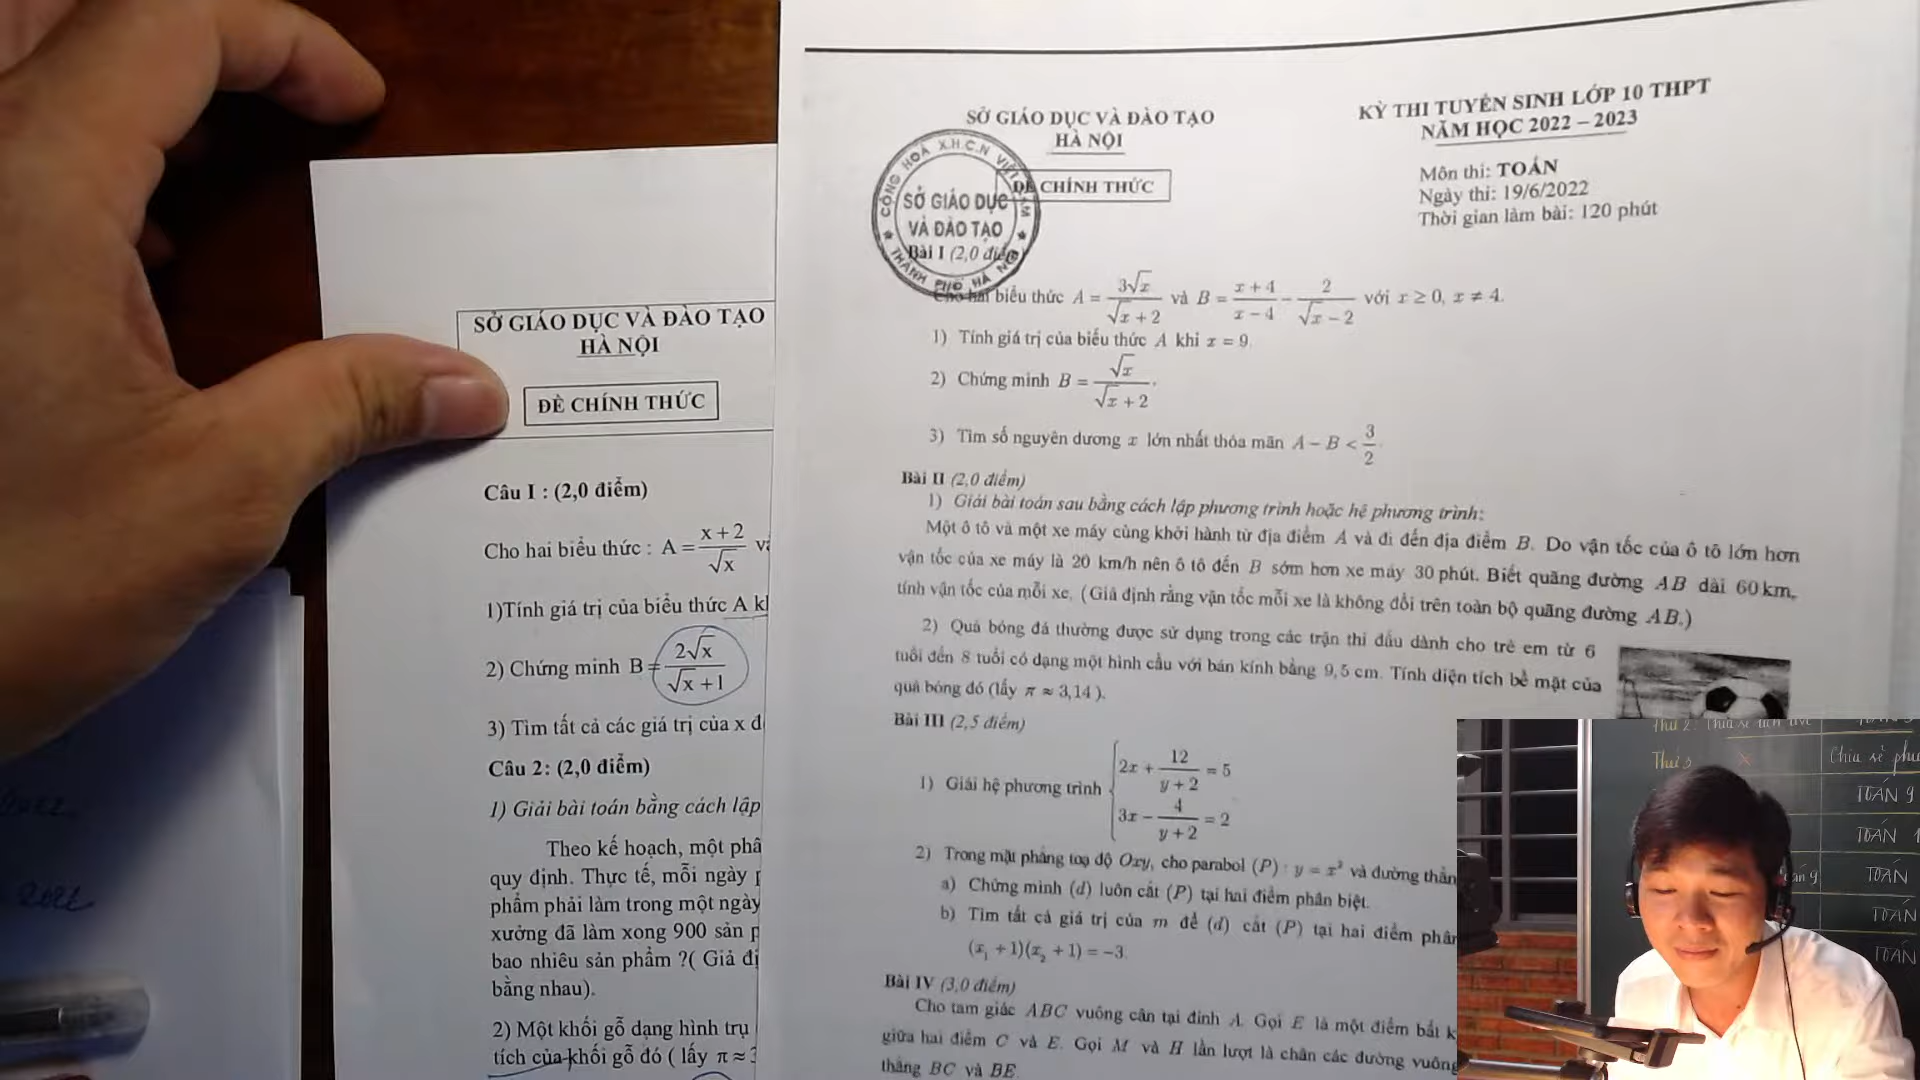 SỞ GIÁO DỤC VÀ ĐÀO TẠO
HÀ NỘI
ĐỀ CHÍNH THỨC
Câu I : (2,0 điểm)
Cho hai biểu thức : A = (x + 2)/√x
1)Tính giá trị của biểu thức A
2) Chứng minh B = 2√x/(√x + 1)
3) Tìm tất cả các giá trị của x
Câu 2: (2,0 điểm)
1) Giải bài toán bằng cách lập
Theo kế hoạch, một
quy định. Thực tế, mỗi ngày
phẩm phải làm trong một ngày
xưởng đã làm xong 900 sản
bao nhiêu sản phẩm ?( Giả
bằng nhau).
2) Một khối gỗ dạng hình trụ
tích của khối gỗ đó ( lấy π ≈
SỞ GIÁO DỤC VÀ ĐÀO TẠO
HÀ NỘI
ĐỀ CHÍNH THỨC
CỘNG HOÀ X.H.C.N VIỆT NAM
SỞ GIÁO DỤC
VÀ ĐÀO TẠO
THÀNH PHỐ HÀ NỘI
KỲ THI TUYỂN SINH LỚP 10 THPT
NĂM HỌC 2022 – 2023
Môn thi: TOÁN
Ngày thi: 19/6/2022
Thời gian làm bài: 120 phút
Bài I (2,0 điểm)
Cho hai biểu thức A = 3√x/(√x + 2) và B = (x + 4)/(x − 4) − 2/(√x − 2) với x ≥ 0, x ≠ 4.
1) Tính giá trị của biểu thức A khi x = 9.
2) Chứng minh B = √x/(√x + 2).
3) Tìm số nguyên dương x lớn nhất thỏa mãn A − B < 3/2.
Bài II (2,0 điểm)
1) Giải bài toán sau bằng cách lập phương trình hoặc hệ phương trình:
Một ô tô và một xe máy cùng khởi hành từ địa điểm A và đi đến địa điểm B. Do vận tốc của ô tô lớn hơn
vận tốc của xe máy là 20 km/h nên ô tô đến B sớm hơn xe máy 30 phút. Biết quãng đường AB dài 60 km,
tính vận tốc của mỗi xe. (Giả định rằng vận tốc mỗi xe là không đổi trên toàn bộ quãng đường AB.)
2) Quả bóng đá thường được sử dụng trong các trận thi đấu dành cho trẻ em từ 6
tuổi đến 8 tuổi có dạng một hình cầu với bán kính bằng 9,5 cm. Tính diện tích bề mặt của
quả bóng đó (lấy π ≈ 3,14).
Bài III (2,5 điểm)
1) Giải hệ phương trình { 2x + 12/(y + 2) = 5
3x − 4/(y + 2) = 2
2) Trong mặt phẳng toạ độ Oxy, cho parabol (P) : y = x² và đường
a) Chứng minh (d) luôn cắt (P) tại hai điểm phân biệt.
b) Tìm tất cả giá trị của m để (d) cắt (P) tại hai điểm
(x₁ + 1)(x₂ + 1) = −3.
Bài IV (3,0 điểm)
Cho tam giác ABC vuông cân tại đỉnh A. Gọi E là một điểm bất
giữa hai điểm C và E. Gọi M và H lần lượt là chân các đường vuông
thẳng BC và BE.
Thứ 2
Thứ 3
Chia sẻ
TOÁN 9
TOÁN
TOÁN
TOÁN
TOÁN